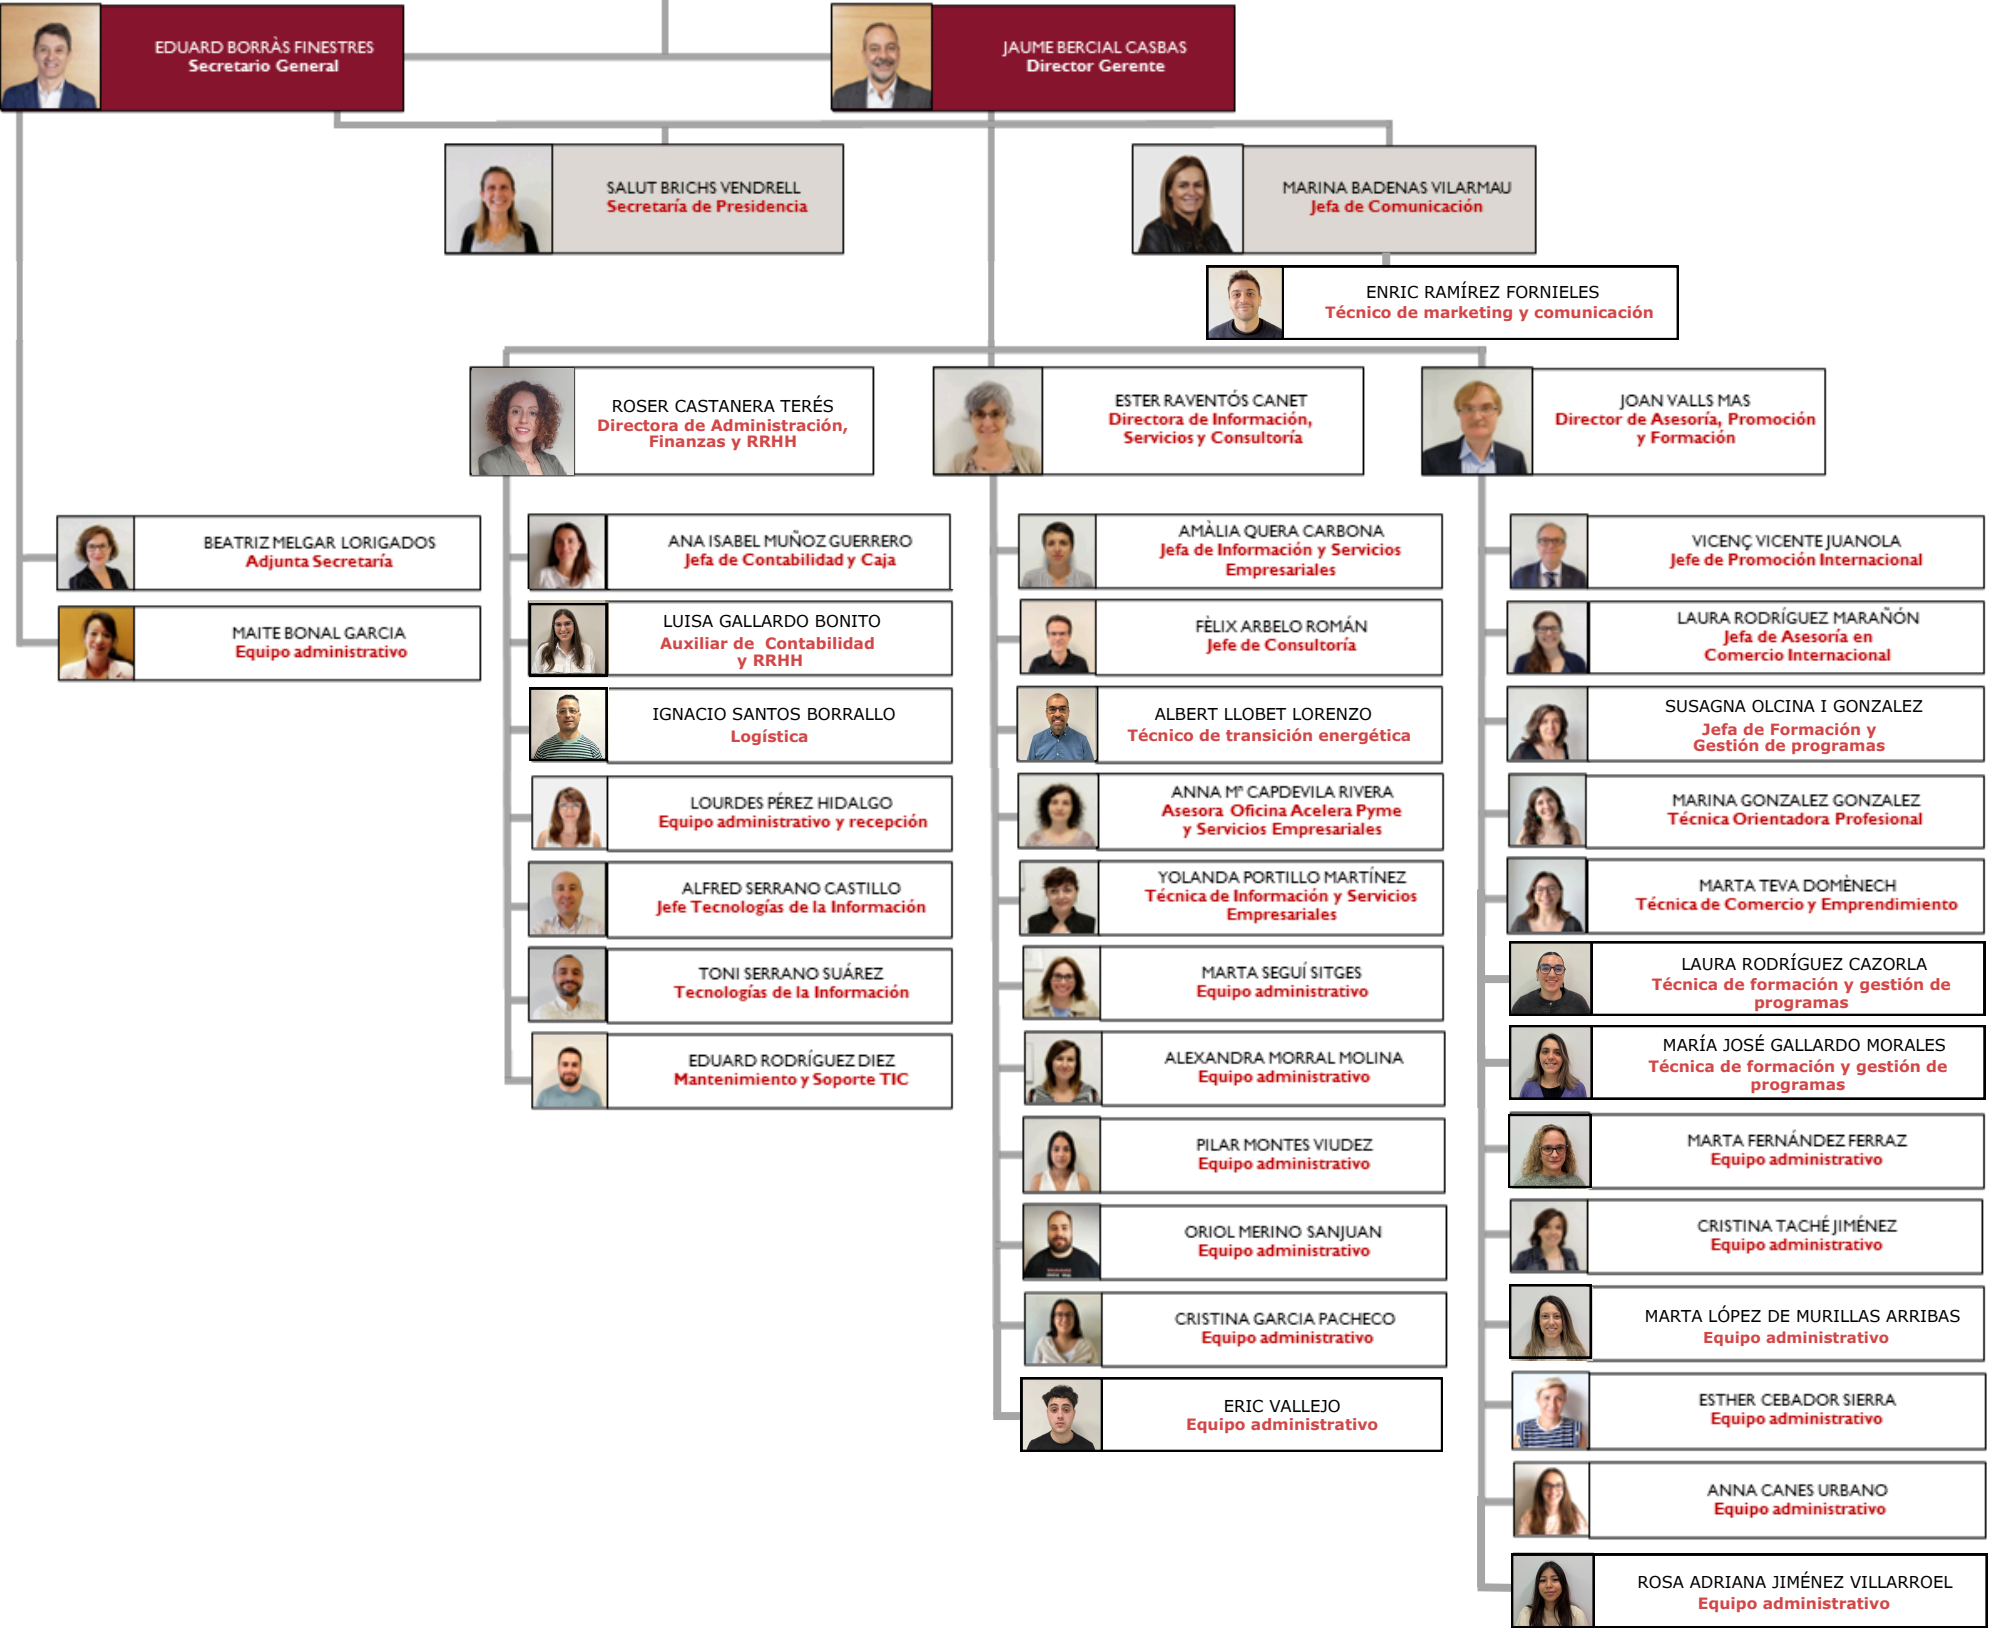 EDUARD BORRÀS FINESTRES
Secretario General
JAUME BERCIAL CASBAS
Director Gerente
SALUT BRICHS VENDRELL
Secretaría de Presidencia
MARINA BADENAS VILARMAU
Jefa de Comunicación
ENRIC RAMÍREZ FORNIELES
Técnico de marketing y comunicación
ROSER CASTANERA TERÉS
Directora de Administración,
Finanzas y RRHH
ESTER RAVENTÓS CANET
Directora de Información,
Servicios y Consultoría
JOAN VALLS MAS
Director de Asesoría, Promoción
y Formación
BEATRIZ MELGAR LORIGADOS
Adjunta Secretaría
MAITE BONAL GARCIA
Equipo administrativo
ANA ISABEL MUÑOZ GUERRERO
Jefa de Contabilidad y Caja
LUISA GALLARDO BONITO
Auxiliar de Contabilidad
y RRHH
IGNACIO SANTOS BORRALLO
Logística
LOURDES PÉREZ HIDALGO
Equipo administrativo y recepción
ALFRED SERRANO CASTILLO
Jefe Tecnologías de la Información
TONI SERRANO SUÁREZ
Tecnologías de la Información
EDUARD RODRÍGUEZ DIEZ
Mantenimiento y Soporte TIC
AMÀLIA QUERA CARBONA
Jefa de Información y Servicios
Empresariales
FÈLIX ARBELO ROMÁN
Jefe de Consultoría
ALBERT LLOBET LORENZO
Técnico de transición energética
ANNA Mª CAPDEVILA RIVERA
Asesora Oficina Acelera Pyme
y Servicios Empresariales
YOLANDA PORTILLO MARTÍNEZ
Técnica de Información y Servicios
Empresariales
MARTA SEGUÍ SITGES
Equipo administrativo
ALEXANDRA MORRAL MOLINA
Equipo administrativo
PILAR MONTES VIUDEZ
Equipo administrativo
ORIOL MERINO SANJUAN
Equipo administrativo
CRISTINA GARCIA PACHECO
Equipo administrativo
ERIC VALLEJO
Equipo administrativo
VICENÇ VICENTE JUANOLA
Jefe de Promoción Internacional
LAURA RODRÍGUEZ MARAÑÓN
Jefa de Asesoría en
Comercio Internacional
SUSAGNA OLCINA I GONZALEZ
Jefa de Formación y
Gestión de programas
MARINA GONZALEZ GONZALEZ
Técnica Orientadora Profesional
MARTA TEVA DOMÈNECH
Técnica de Comercio y Emprendimiento
LAURA RODRÍGUEZ CAZORLA
Técnica de formación y gestión de
programas
MARÍA JOSÉ GALLARDO MORALES
Técnica de formación y gestión de
programas
MARTA FERNÁNDEZ FERRAZ
Equipo administrativo
CRISTINA TACHÉ JIMÉNEZ
Equipo administrativo
MARTA LÓPEZ DE MURILLAS ARRIBAS
Equipo administrativo
ESTHER CEBADOR SIERRA
Equipo administrativo
ANNA CANES URBANO
Equipo administrativo
ROSA ADRIANA JIMÉNEZ VILLARROEL
Equipo administrativo